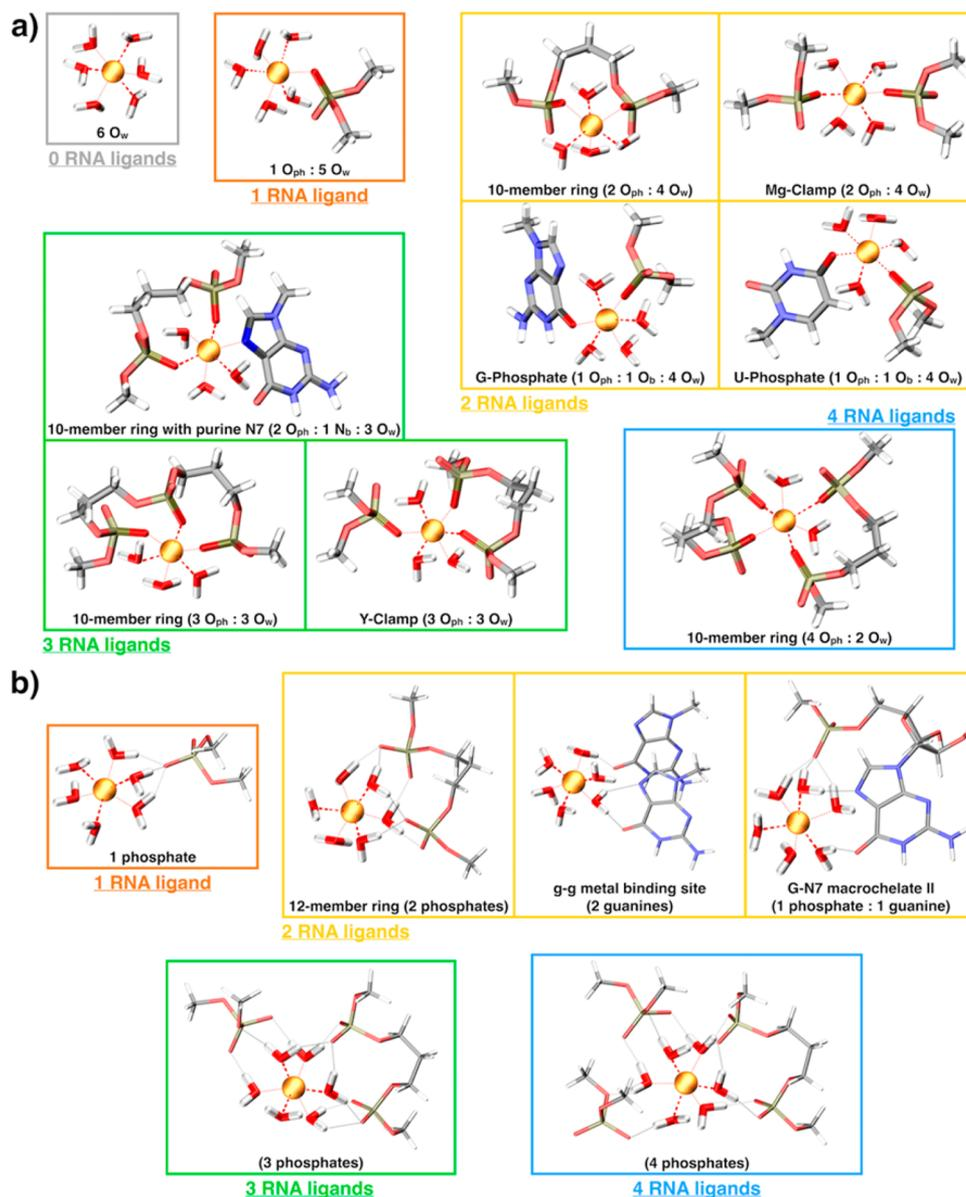 a)
6 Ow
0 RNA ligands
1 Oph : 5 Ow
1 RNA ligand
10-member ring (2 Oph : 4 Ow)
Mg-Clamp (2 Oph : 4 Ow)
G-Phosphate (1 Oph : 1 Ob : 4 Ow)
U-Phosphate (1 Oph : 1 Ob : 4 Ow)
2 RNA ligands
10-member ring with purine N7 (2 Oph : 1 Nb : 3 Ow)
10-member ring (3 Oph : 3 Ow)
Y-Clamp (3 Oph : 3 Ow)
3 RNA ligands
4 RNA ligands
10-member ring (4 Oph : 2 Ow)
b)
1 phosphate
1 RNA ligand
12-member ring (2 phosphates)
g-g metal binding site
(2 guanines)
G-N7 macrochelate II
(1 phosphate : 1 guanine)
2 RNA ligands
(3 phosphates)
3 RNA ligands
(4 phosphates)
4 RNA ligands